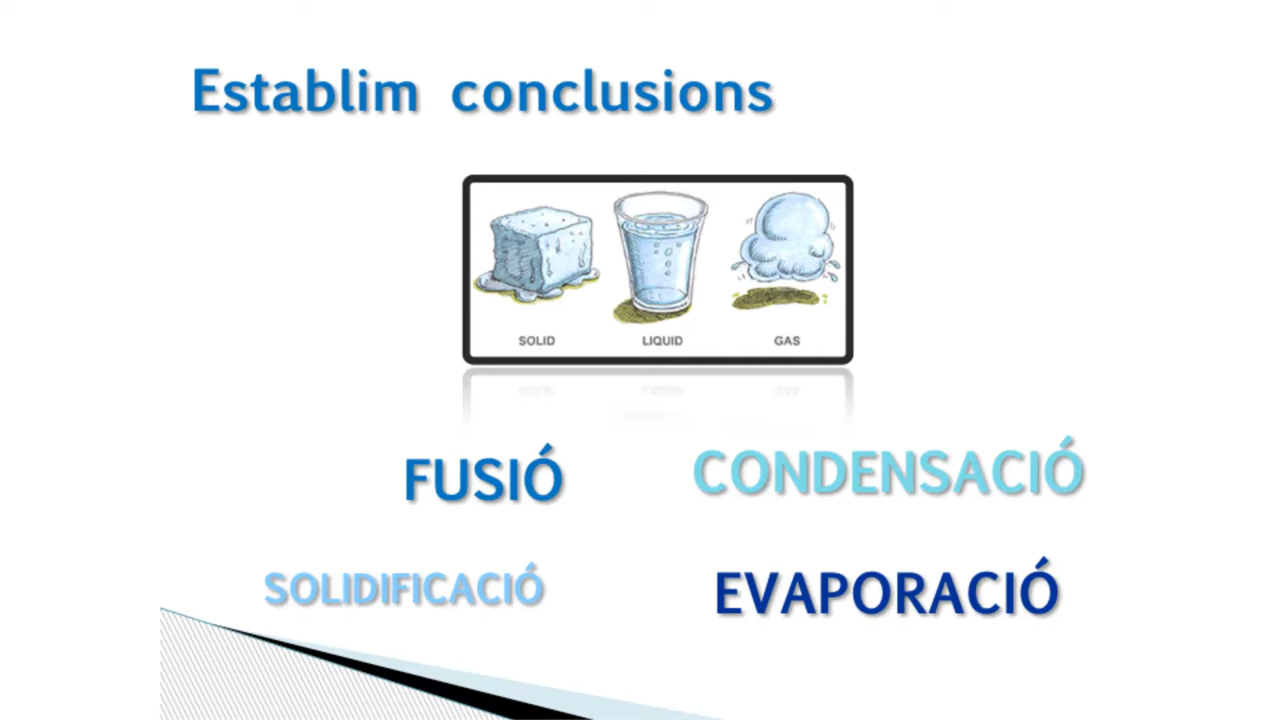 Establim conclusions
SOLID LIQUID GAS
FUSIÓ CONDENSACIÓ
SOLIDIFICACIÓ EVAPORACIÓ